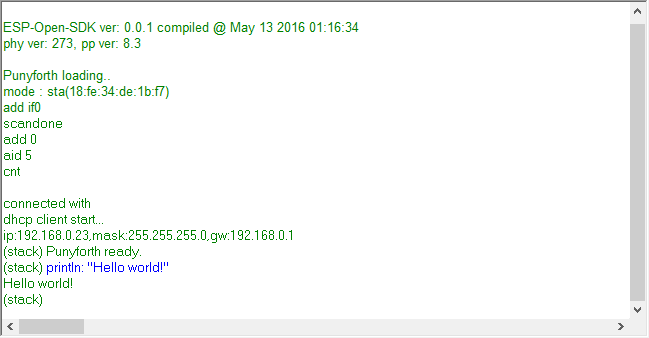 ESP-Open-SDK ver: 0.0.1 compiled @ May 13 2016 01:16:34
phy ver: 273, pp ver: 8.3
Punyforth loading..
mode : sta(18:fe:34:de:1b:f7)
add if0
scandone
add 0
aid 5
cnt
connected with
dhcp client start...
ip:192.168.0.23,mask:255.255.255.0,gw:192.168.0.1
(stack) Punyforth ready.
(stack) println: "Hello world!"
Hello world!
(stack)